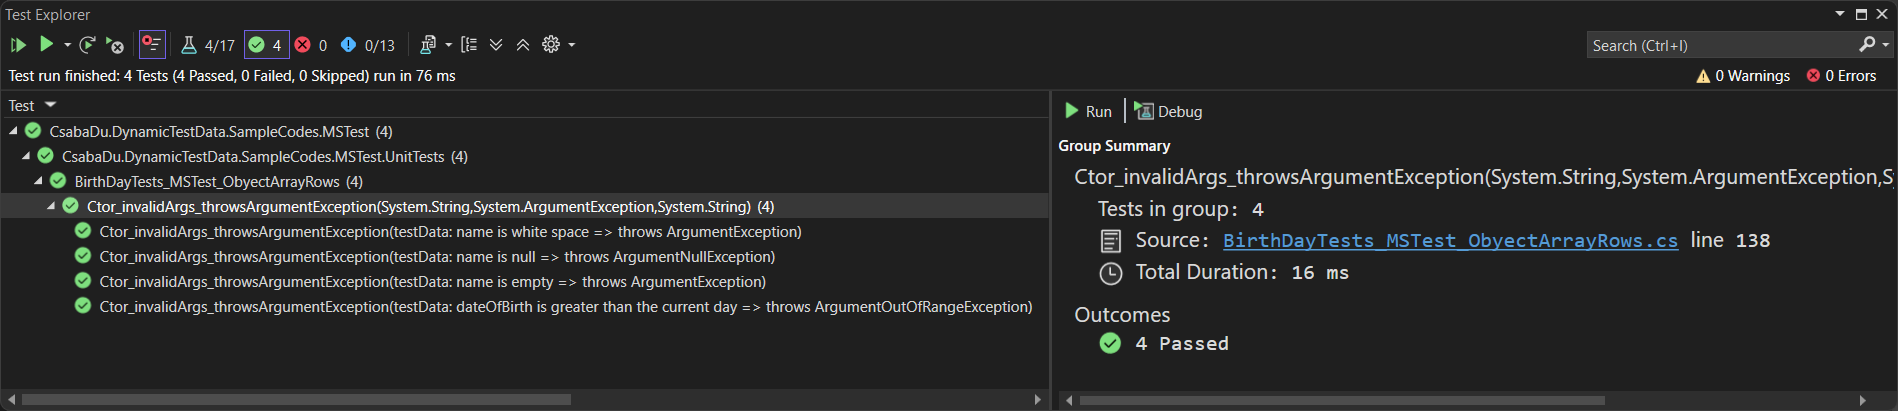 Test Explorer
4/17 4 0 0/13
Search (Ctrl+I)
Test run finished: 4 Tests (4 Passed, 0 Failed, 0 Skipped) run in 76 ms
0 Warnings 0 Errors
Test
CsabaDu.DynamicTestData.SampleCodes.MSTest (4)
CsabaDu.DynamicTestData.SampleCodes.MSTest.UnitTests (4)
BirthDayTests_MSTest_ObyectArrayRows (4)
Ctor_invalidArgs_throwsArgumentException(System.String,System.ArgumentException,System.String) (4)
Ctor_invalidArgs_throwsArgumentException(testData: name is white space => throws ArgumentException)
Ctor_invalidArgs_throwsArgumentException(testData: name is null => throws ArgumentNullException)
Ctor_invalidArgs_throwsArgumentException(testData: name is empty => throws ArgumentException)
Ctor_invalidArgs_throwsArgumentException(testData: dateOfBirth is greater than the current day => throws ArgumentOutOfRangeException)
Run Debug
Group Summary
Ctor_invalidArgs_throwsArgumentException(System.String,System.ArgumentException,S
Tests in group: 4
Source: BirthDayTests_MSTest_ObyectArrayRows.cs line 138
Total Duration: 16 ms
Outcomes
4 Passed